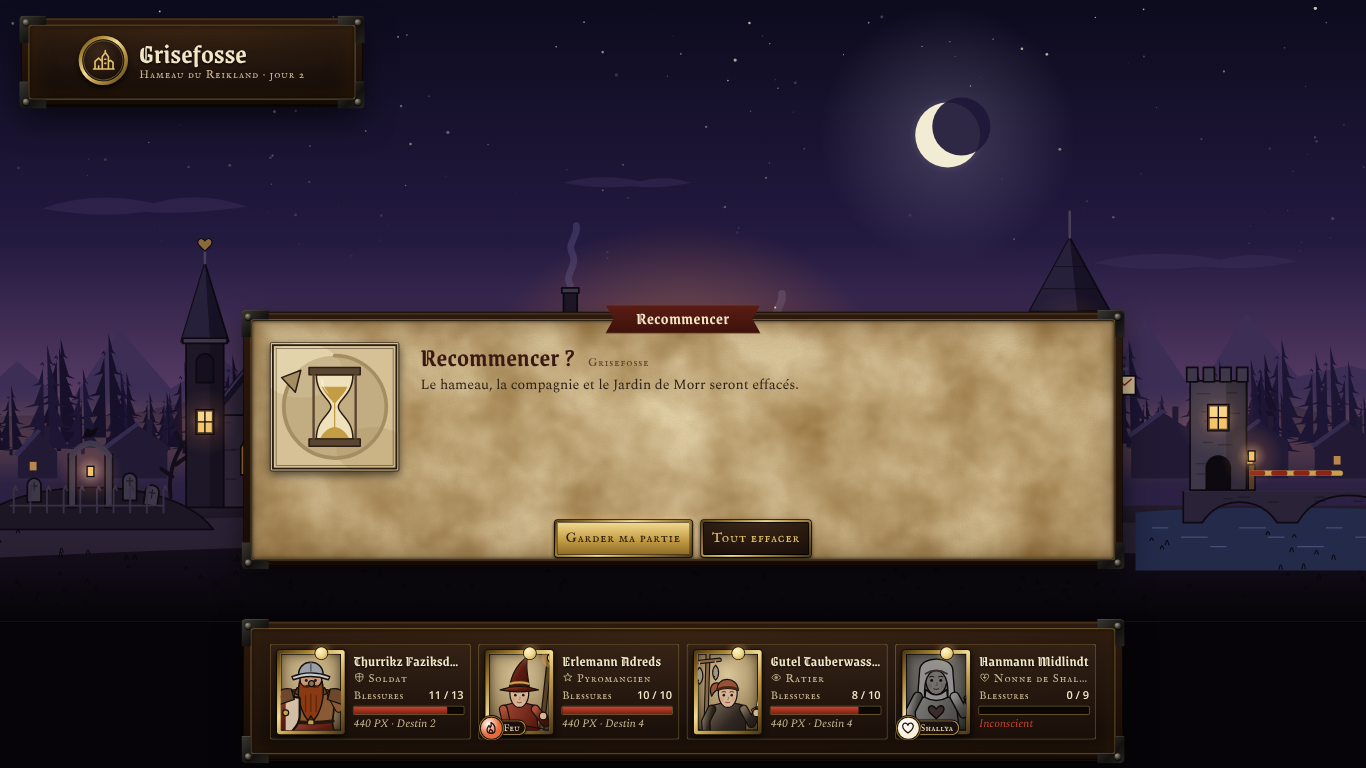 Grisefosse
Hameau du Reikland · jour 2
Recommencer
Recommencer ? Grisefosse
Le hameau, la compagnie et le Jardin de Morr seront effacés.
Garder ma partie
Tout effacer
Thurrikz Faziksd...
Soldat
Blessures 11 / 13
440 PX · Destin 2
Erlemann Adreds
Pyromancien
Blessures 10 / 10
440 PX · Destin 4
Feu
Gutel Tauberwass...
Ratier
Blessures 8 / 10
440 PX · Destin 4
Hanmann Midlindt
Nonne de Shal...
Blessures 0 / 9
Inconscient
Shallya